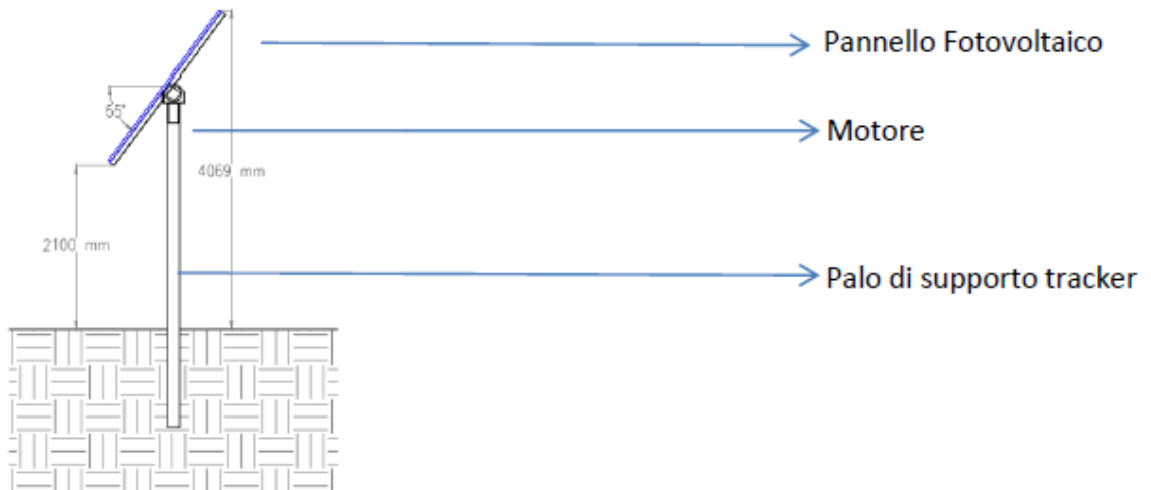 Pannello Fotovoltaico
55°
Motore
4069 mm
2100 mm
Palo di supporto tracker